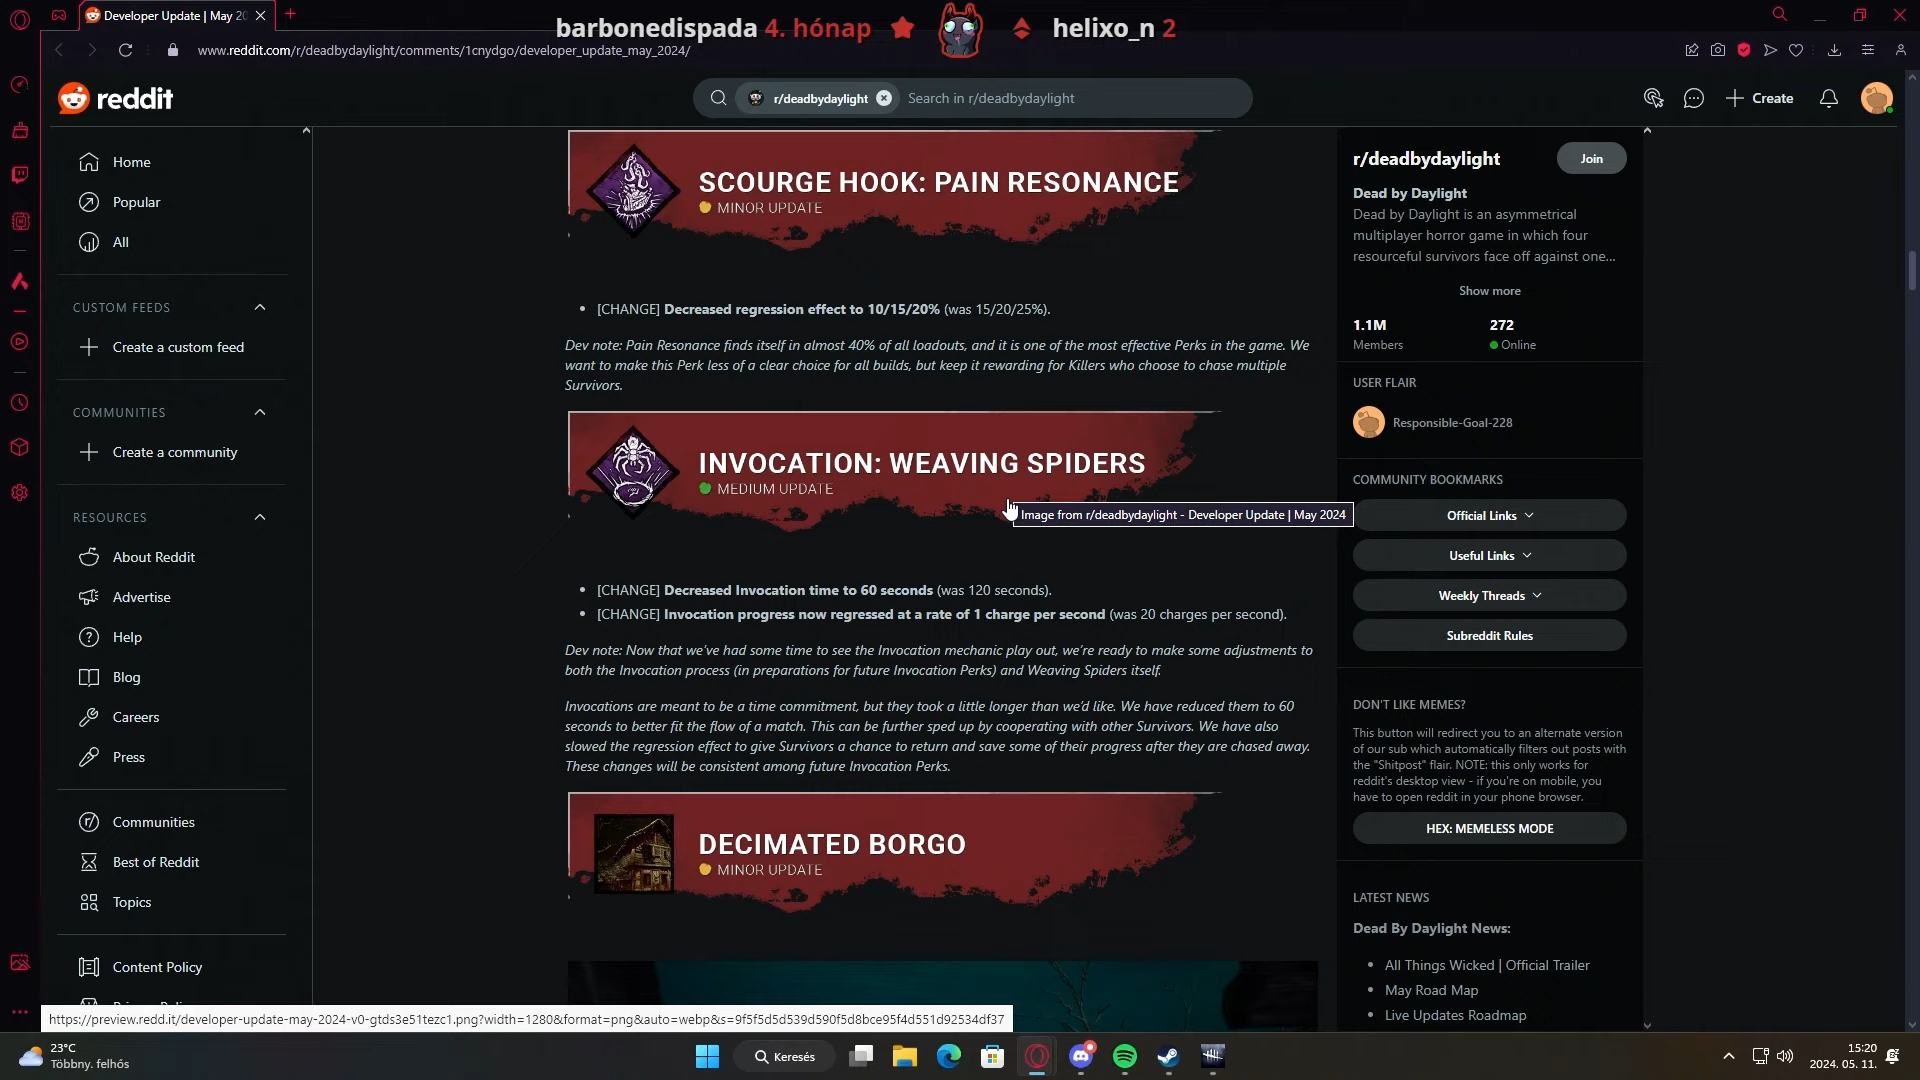 Developer Update | May 20
barbonedispada 4. hónap
helixo_n 2
www.reddit.com/r/deadbydaylight/comments/1cnydgo/developer_update_may_2024/
reddit
r/deadbydaylight
Search in r/deadbydaylight
Create
Home
Popular
All
CUSTOM FEEDS
Create a custom feed
COMMUNITIES
Create a community
RESOURCES
About Reddit
Advertise
Help
Blog
Careers
Press
Communities
Best of Reddit
Topics
Content Policy
SCOURGE HOOK: PAIN RESONANCE
MINOR UPDATE
• [CHANGE] Decreased regression effect to 10/15/20% (was 15/20/25%).
Dev note: Pain Resonance finds itself in almost 40% of all loadouts, and it is one of the most effective Perks in the game. We
want to make this Perk less of a clear choice for all builds, but keep it rewarding for Killers who choose to chase multiple
Survivors.
INVOCATION: WEAVING SPIDERS
MEDIUM UPDATE
Image from r/deadbydaylight - Developer Update | May 2024
• [CHANGE] Decreased Invocation time to 60 seconds (was 120 seconds).
• [CHANGE] Invocation progress now regressed at a rate of 1 charge per second (was 20 charges per second).
Dev note: Now that we've had some time to see the Invocation mechanic play out, we're ready to make some adjustments to
both the Invocation process (in preparations for future Invocation Perks) and Weaving Spiders itself.
Invocations are meant to be a time commitment, but they took a little longer than we'd like. We have reduced them to 60
seconds to better fit the flow of a match. This can be further sped up by cooperating with other Survivors. We have also
slowed the regression effect to give Survivors a chance to return and save some of their progress after they are chased away.
These changes will be consistent among future Invocation Perks.
DECIMATED BORGO
MINOR UPDATE
r/deadbydaylight
Join
Dead by Daylight
Dead by Daylight is an asymmetrical
multiplayer horror game in which four
resourceful survivors face off against one...
Show more
1.1M
272
Members
Online
USER FLAIR
Responsible-Goal-228
COMMUNITY BOOKMARKS
Official Links
Useful Links
Weekly Threads
Subreddit Rules
DON'T LIKE MEMES?
This button will redirect you to an alternate version
of our sub which automatically filters out posts with
the "Shitpost" flair. NOTE: this only works for
reddit's desktop view - if you're on mobile, you
have to open reddit in your phone browser.
HEX: MEMELESS MODE
LATEST NEWS
Dead By Daylight News:
• All Things Wicked | Official Trailer
• May Road Map
• Live Updates Roadmap
https://preview.redd.it/developer-update-may-2024-v0-gtds3e51tezc1.png?width=1280&format=png&auto=webp&s=9f5f5d5d539d590f5d8bce95f4d551d92534df37
23°C
Többny. felhős
Keresés
15:20
2024. 05. 11.